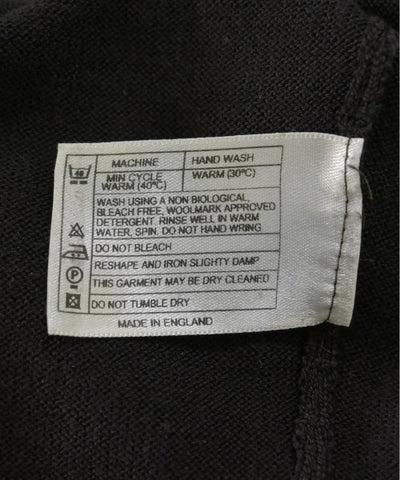 40
MACHINE HAND WASH
MIN CYCLE WARM (30ºC)
WARM (40ºC)
WASH USING A NON BIOLOGICAL,
BLEACH FREE, WOOLMARK APPROVED
DETERGENT. RINSE WELL IN WARM
WATER, SPIN. DO NOT HAND WRING
DO NOT BLEACH
RESHAPE AND IRON SLIGHTY DAMP
P THIS GARMENT MAY BE DRY CLEANED
DO NOT TUMBLE DRY
MADE IN ENGLAND